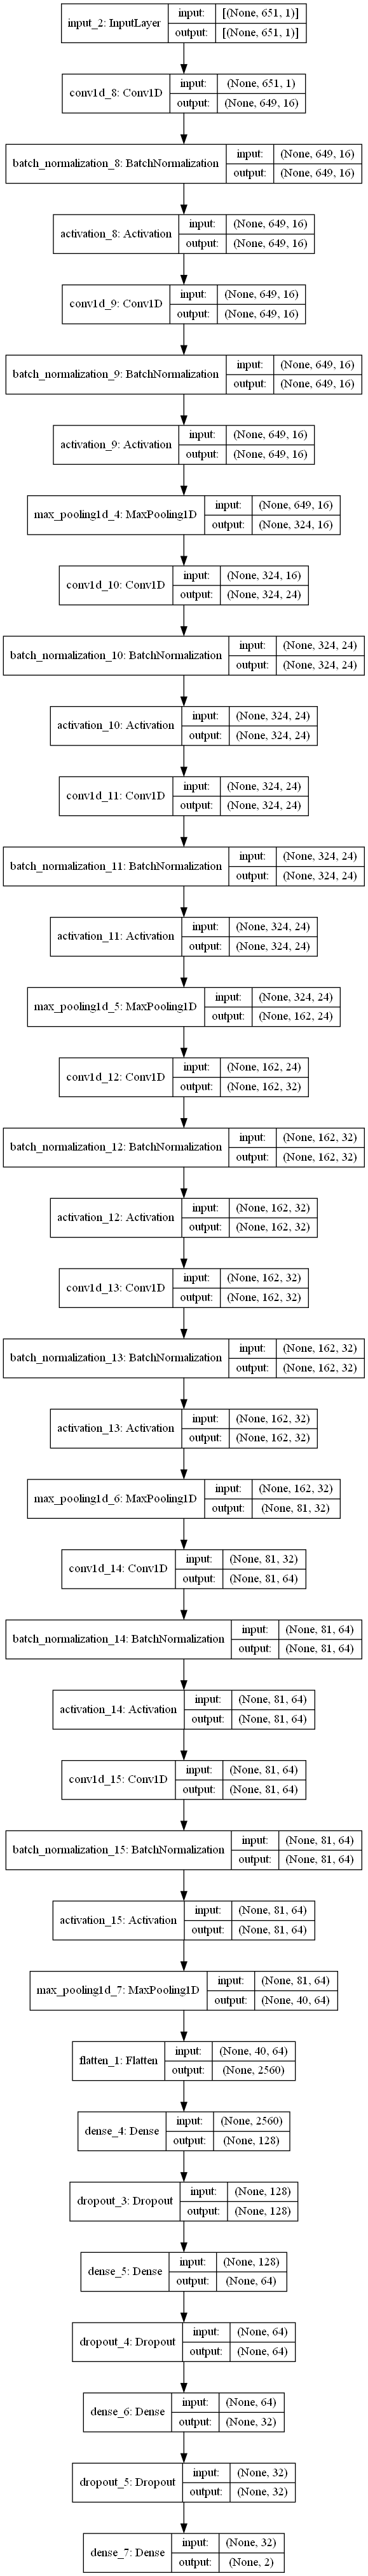 input_2: InputLayer
input: [(None, 651, 1)]
output: [(None, 651, 1)]
conv1d_8: Conv1D
input: (None, 651, 1)
output: (None, 649, 16)
batch_normalization_8: BatchNormalization
input: (None, 649, 16)
output: (None, 649, 16)
activation_8: Activation
input: (None, 649, 16)
output: (None, 649, 16)
conv1d_9: Conv1D
input: (None, 649, 16)
output: (None, 649, 16)
batch_normalization_9: BatchNormalization
input: (None, 649, 16)
output: (None, 649, 16)
activation_9: Activation
input: (None, 649, 16)
output: (None, 649, 16)
max_pooling1d_4: MaxPooling1D
input: (None, 649, 16)
output: (None, 324, 16)
conv1d_10: Conv1D
input: (None, 324, 16)
output: (None, 324, 24)
batch_normalization_10: BatchNormalization
input: (None, 324, 24)
output: (None, 324, 24)
activation_10: Activation
input: (None, 324, 24)
output: (None, 324, 24)
conv1d_11: Conv1D
input: (None, 324, 24)
output: (None, 324, 24)
batch_normalization_11: BatchNormalization
input: (None, 324, 24)
output: (None, 324, 24)
activation_11: Activation
input: (None, 324, 24)
output: (None, 324, 24)
max_pooling1d_5: MaxPooling1D
input: (None, 324, 24)
output: (None, 162, 24)
conv1d_12: Conv1D
input: (None, 162, 24)
output: (None, 162, 32)
batch_normalization_12: BatchNormalization
input: (None, 162, 32)
output: (None, 162, 32)
activation_12: Activation
input: (None, 162, 32)
output: (None, 162, 32)
conv1d_13: Conv1D
input: (None, 162, 32)
output: (None, 162, 32)
batch_normalization_13: BatchNormalization
input: (None, 162, 32)
output: (None, 162, 32)
activation_13: Activation
input: (None, 162, 32)
output: (None, 162, 32)
max_pooling1d_6: MaxPooling1D
input: (None, 162, 32)
output: (None, 81, 32)
conv1d_14: Conv1D
input: (None, 81, 32)
output: (None, 81, 64)
batch_normalization_14: BatchNormalization
input: (None, 81, 64)
output: (None, 81, 64)
activation_14: Activation
input: (None, 81, 64)
output: (None, 81, 64)
conv1d_15: Conv1D
input: (None, 81, 64)
output: (None, 81, 64)
batch_normalization_15: BatchNormalization
input: (None, 81, 64)
output: (None, 81, 64)
activation_15: Activation
input: (None, 81, 64)
output: (None, 81, 64)
max_pooling1d_7: MaxPooling1D
input: (None, 81, 64)
output: (None, 40, 64)
flatten_1: Flatten
input: (None, 40, 64)
output: (None, 2560)
dense_4: Dense
input: (None, 2560)
output: (None, 128)
dropout_3: Dropout
input: (None, 128)
output: (None, 128)
dense_5: Dense
input: (None, 128)
output: (None, 64)
dropout_4: Dropout
input: (None, 64)
output: (None, 64)
dense_6: Dense
input: (None, 64)
output: (None, 32)
dropout_5: Dropout
input: (None, 32)
output: (None, 32)
dense_7: Dense
input: (None, 32)
output: (None, 2)